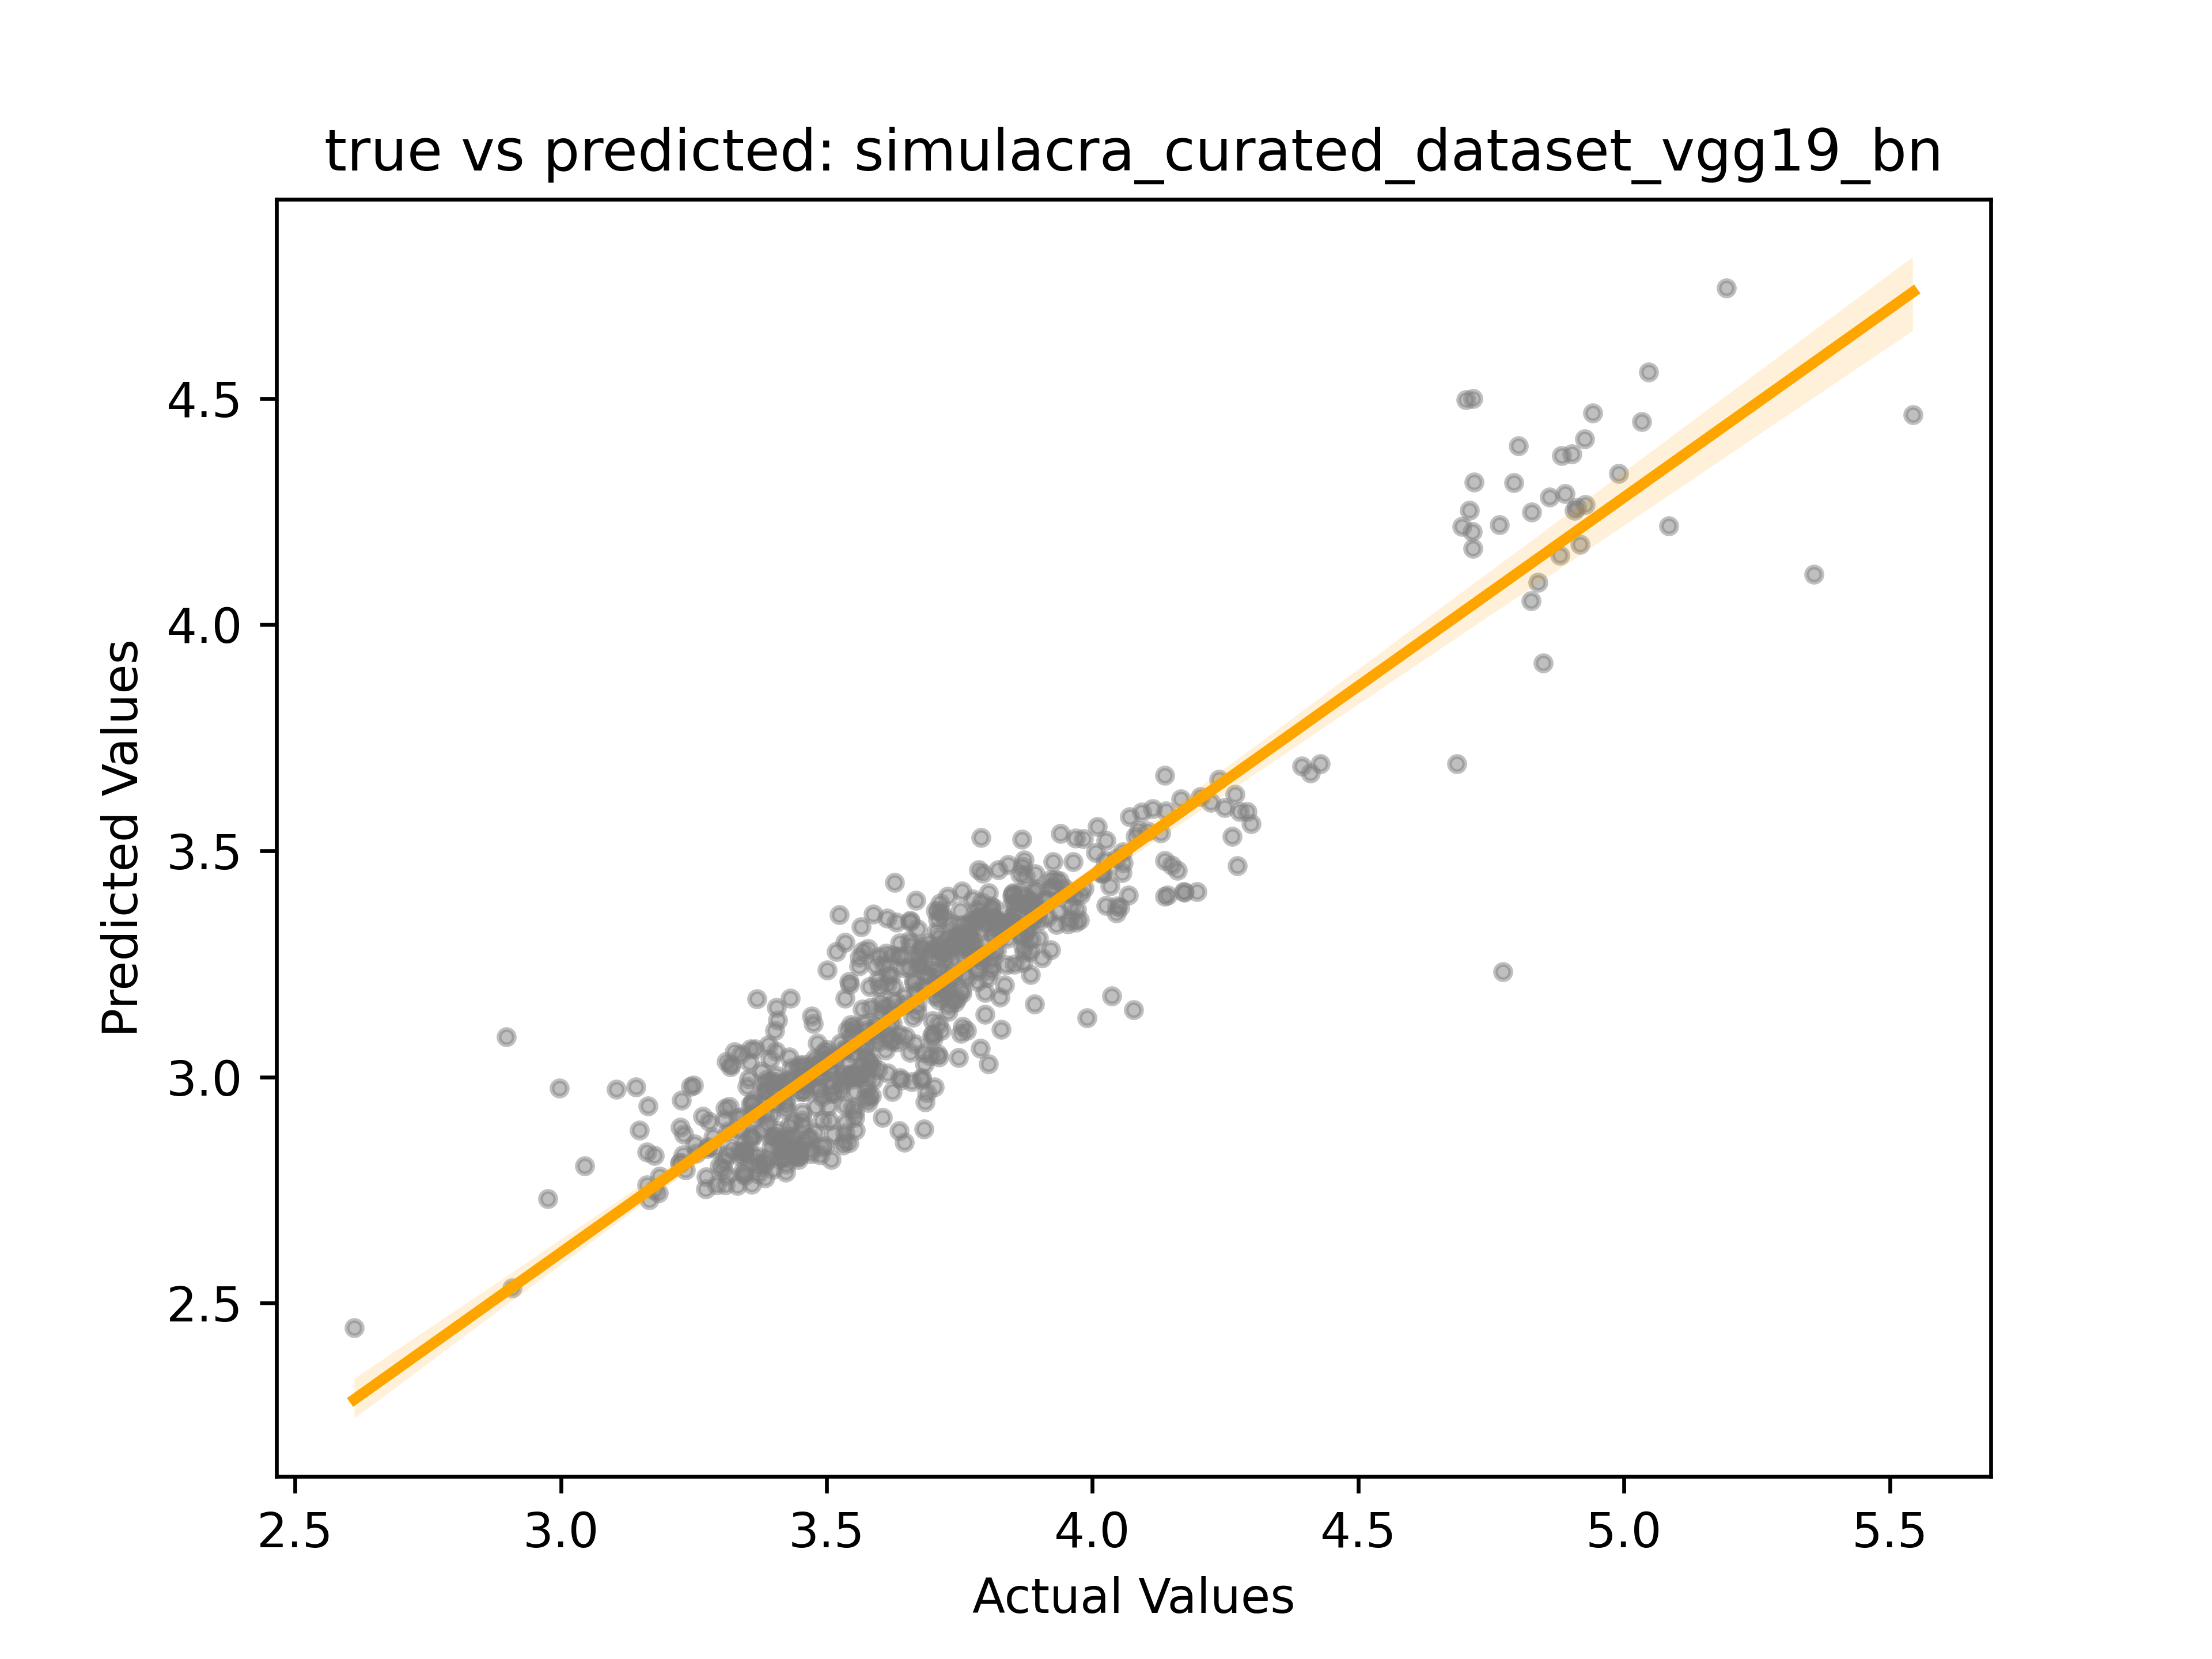 true vs predicted: simulacra_curated_dataset_vgg19_bn
Predicted Values
4.5
4.0
3.5
3.0
2.5
2.5 3.0 3.5 4.0 4.5 5.0 5.5
Actual Values